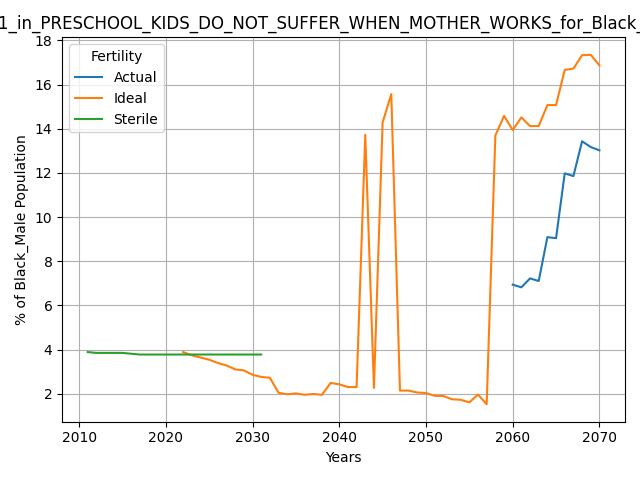 1_in_PRESCHOOL_KIDS_DO_NOT_SUFFER_WHEN_MOTHER_WORKS_for_Black_
Fertility
Actual
Ideal
Sterile
% of Black_Male Population
18
16
14
12
10
8
6
4
2
2010 2020 2030 2040 2050 2060 2070
Years